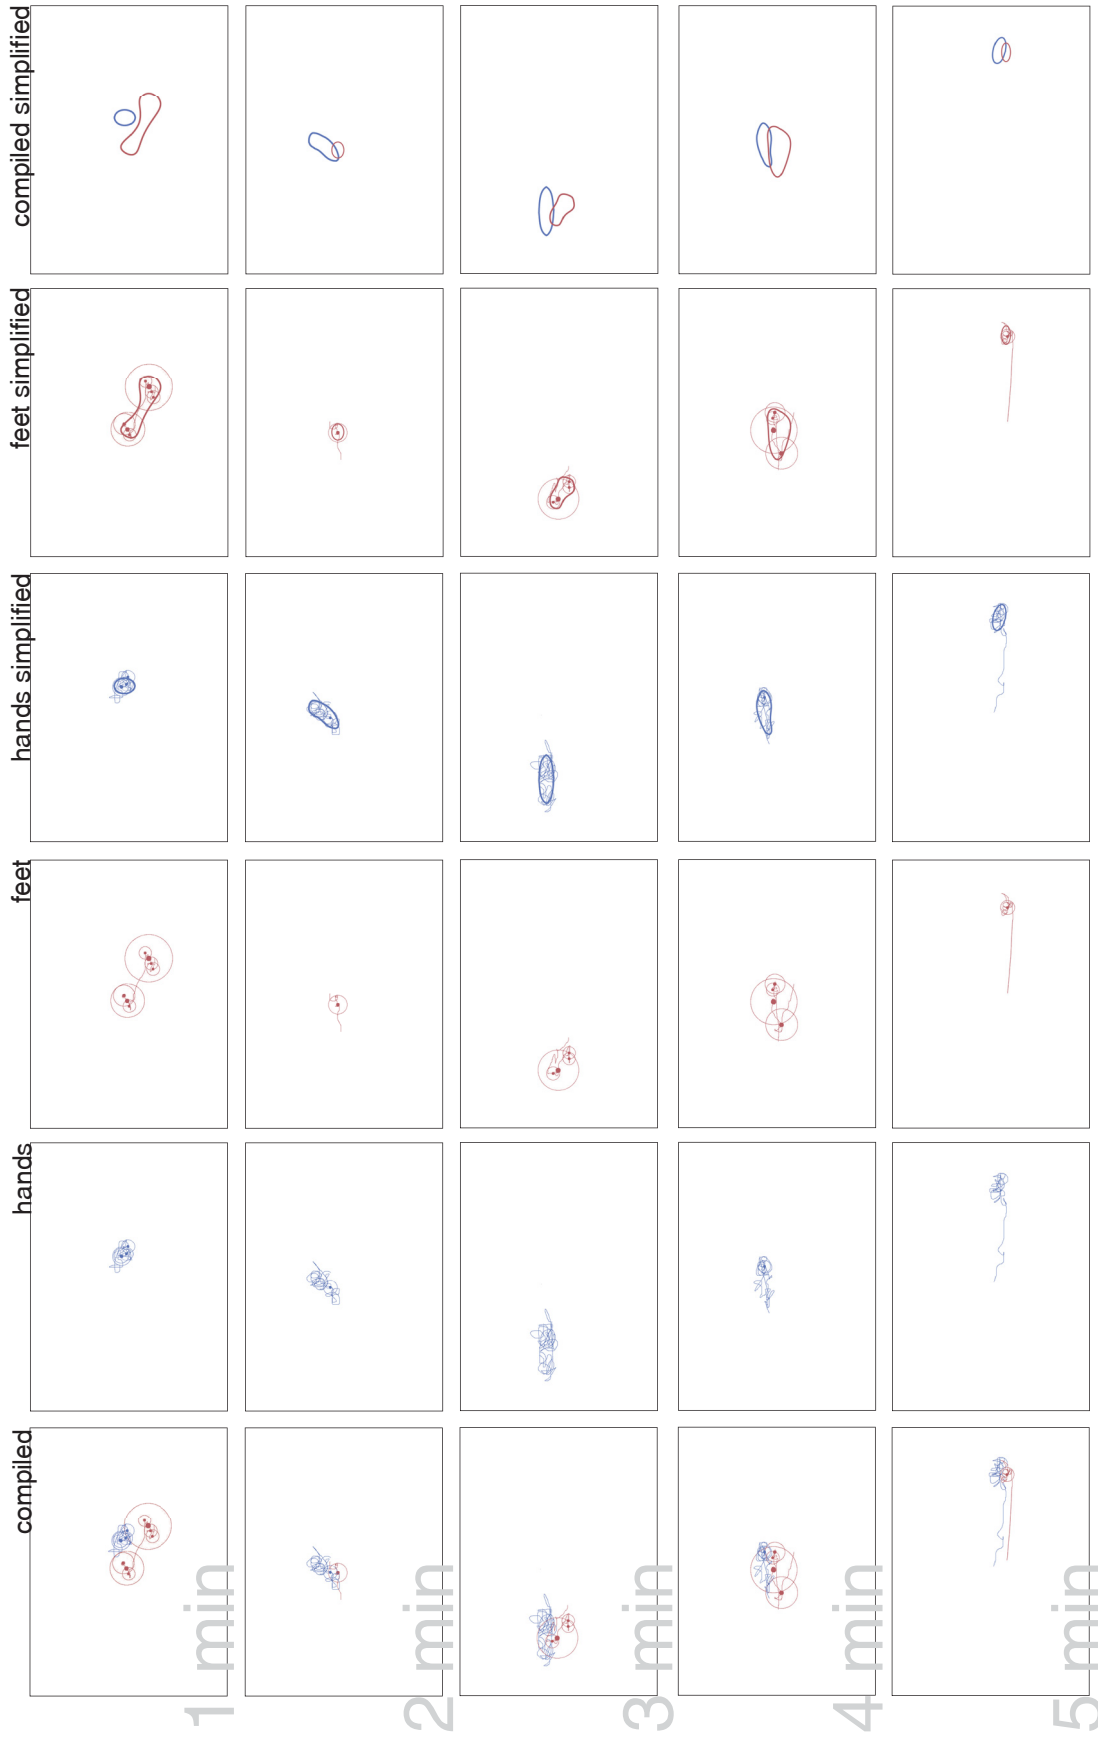 compiled
hands
feet
hands simplified
feet simplified
compiled simplified
1 min
2 min
3 min
4 min
5 min